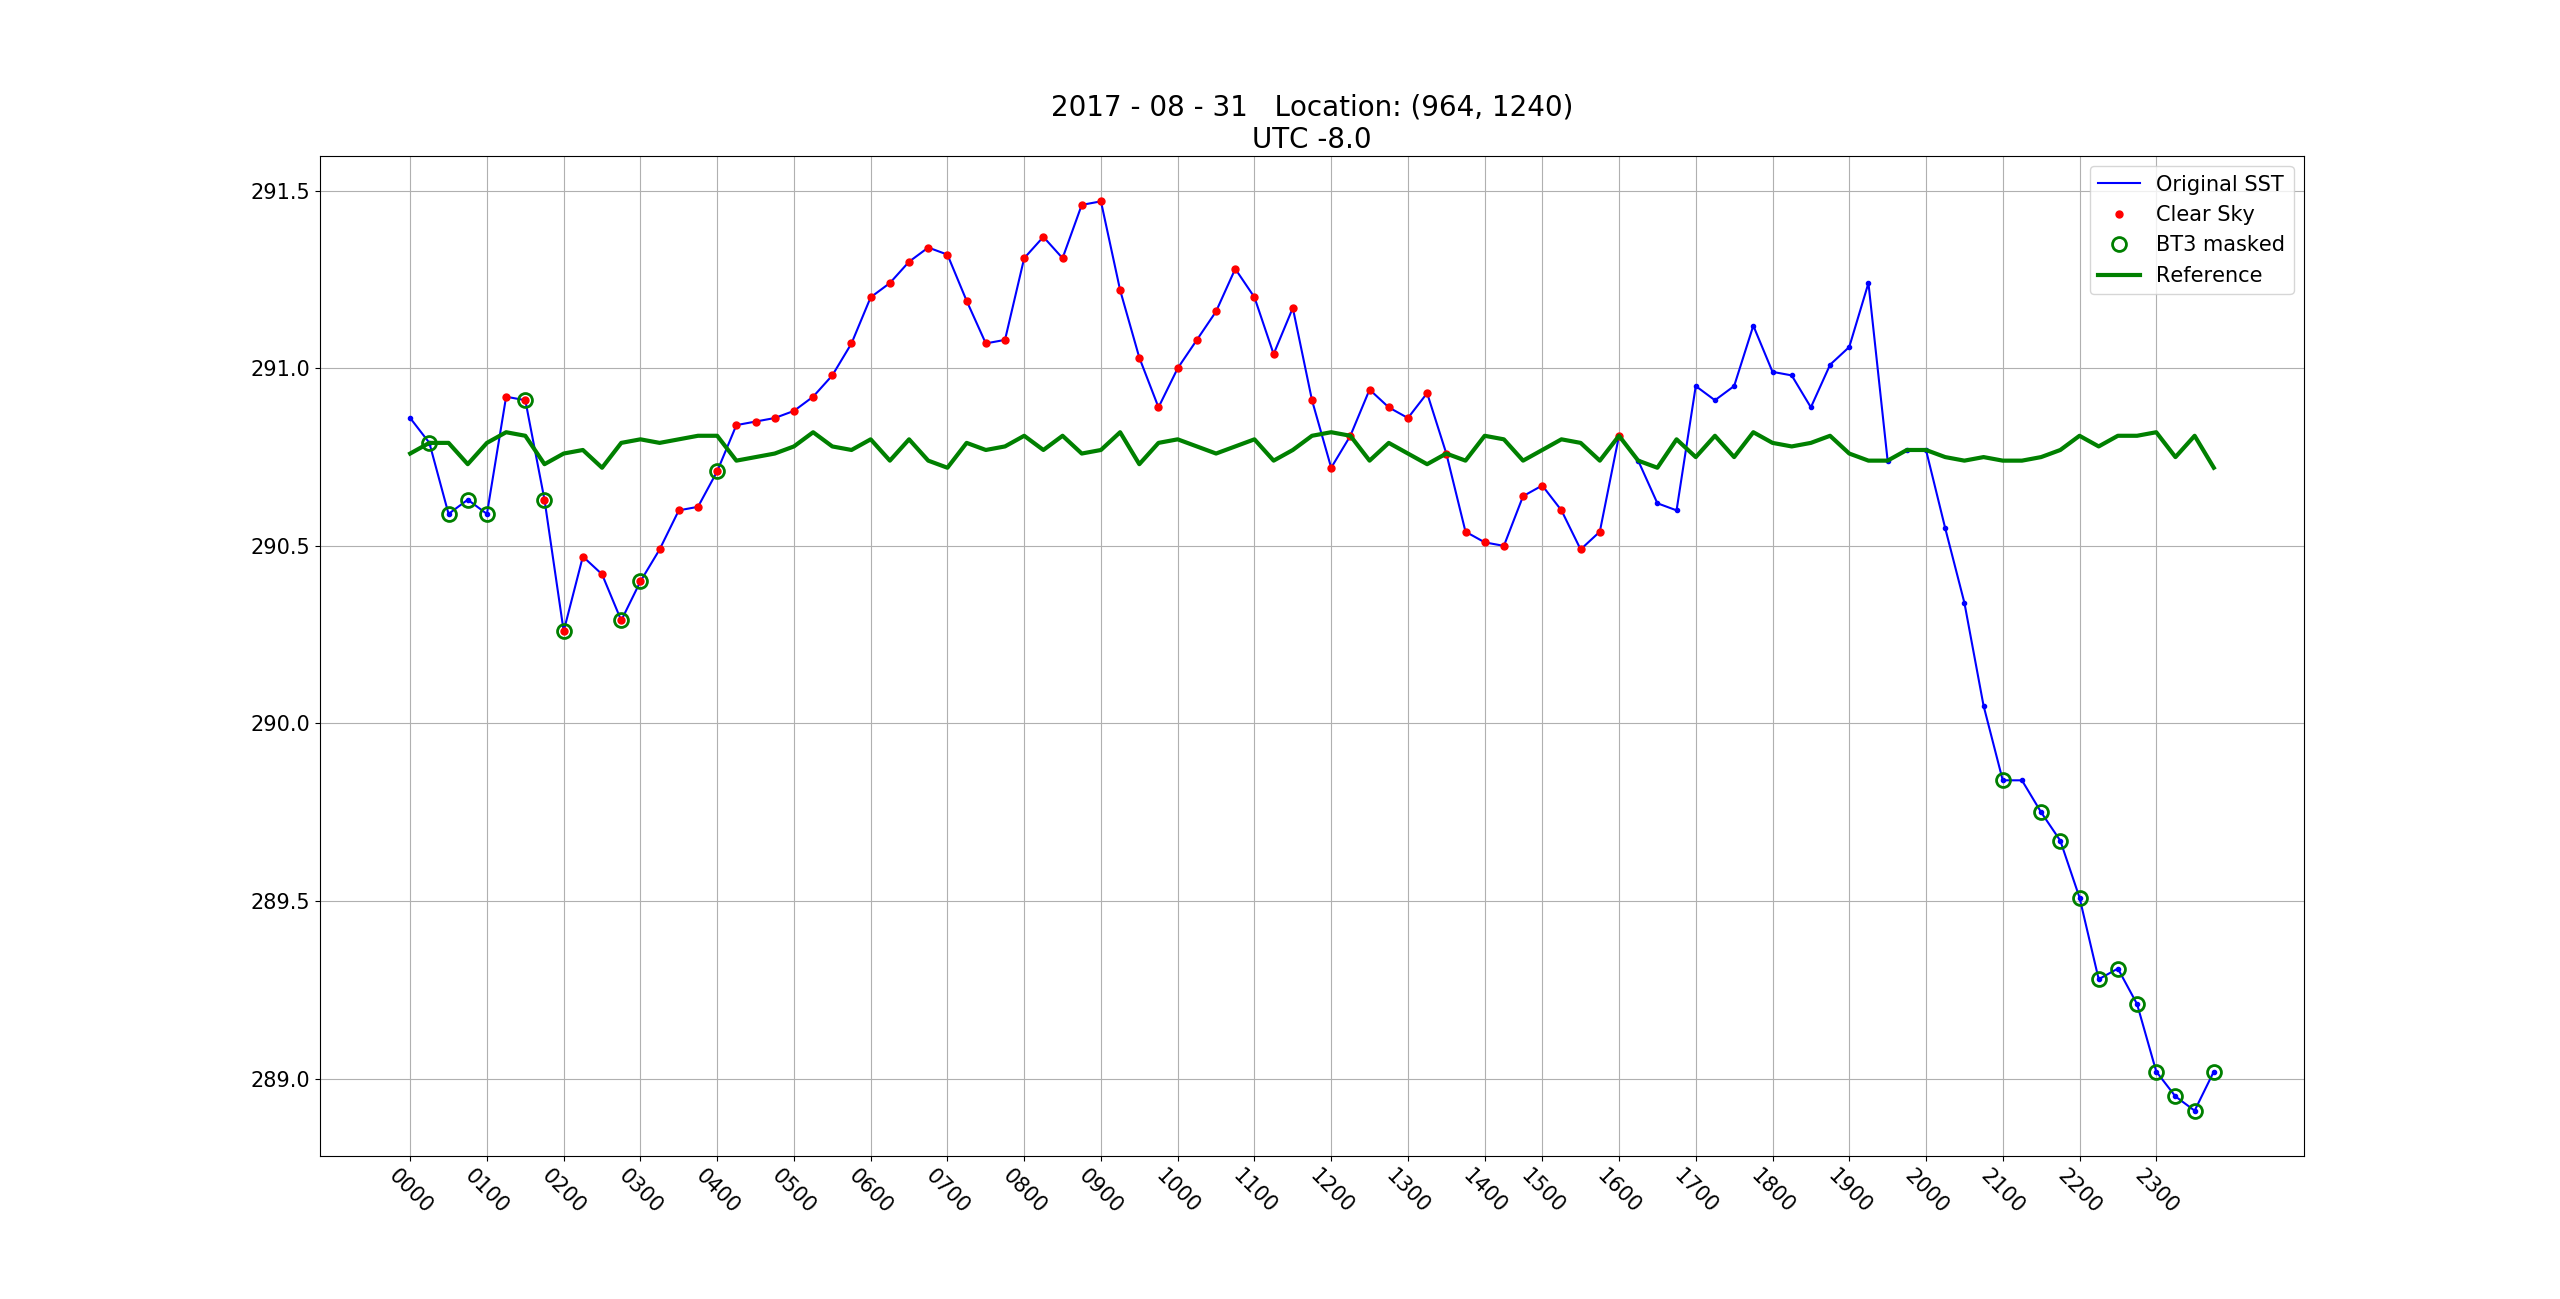 2017 - 08 - 31   Location: (964, 1240)
UTC -8.0
Original SST
Clear Sky
BT3 masked
Reference
291.5
291.0
290.5
290.0
289.5
289.0
0000 0100 0200 0300 0400 0500 0600 0700 0800 0900 1000 1100 1200 1300 1400 1500 1600 1700 1800 1900 2000 2100 2200 2300